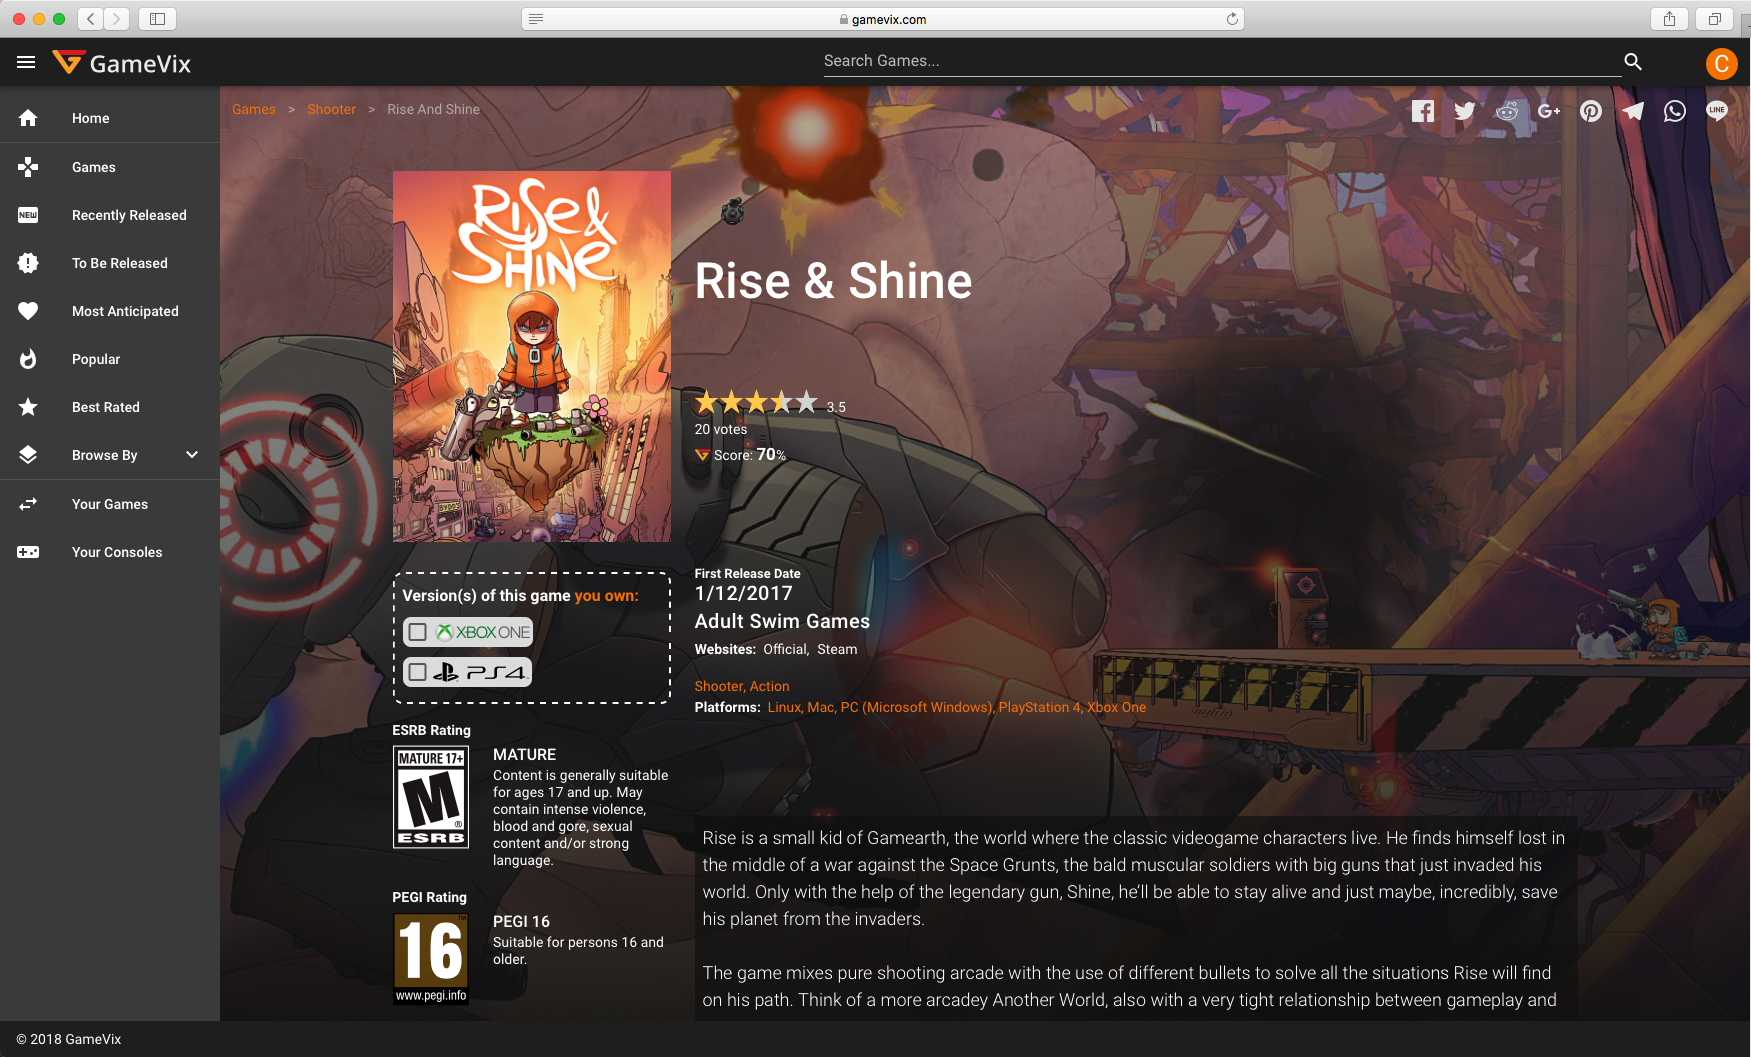 gamevix.com
GameVix
Search Games...
C
Home
Games
NEW
Recently Released
To Be Released
Most Anticipated
Popular
Best Rated
Browse By
Your Games
Your Consoles
Games > Shooter > Rise And Shine
G+
LINE
RISE &
SHINE
Rise & Shine
3.5
20 votes
Score: 70%
Version(s) of this game you own:
XBOX ONE
PS4
First Release Date
1/12/2017
Adult Swim Games
Websites: Official, Steam
Shooter, Action
Platforms: Linux, Mac, PC (Microsoft Windows), PlayStation 4, Xbox One
ESRB Rating
MATURE 17+
M
®
ESRB
MATURE
Content is generally suitable
for ages 17 and up. May
contain intense violence,
blood and gore, sexual
content and/or strong
language.
PEGI Rating
16
TM
www.pegi.info
PEGI 16
Suitable for persons 16 and
older.
Rise is a small kid of Gamearth, the world where the classic videogame characters live. He finds himself lost in
the middle of a war against the Space Grunts, the bald muscular soldiers with big guns that just invaded his
world. Only with the help of the legendary gun, Shine, he’ll be able to stay alive and just maybe, incredibly, save
his planet from the invaders.
The game mixes pure shooting arcade with the use of different bullets to solve all the situations Rise will find
on his path. Think of a more arcadey Another World, also with a very tight relationship between gameplay and
© 2018 GameVix